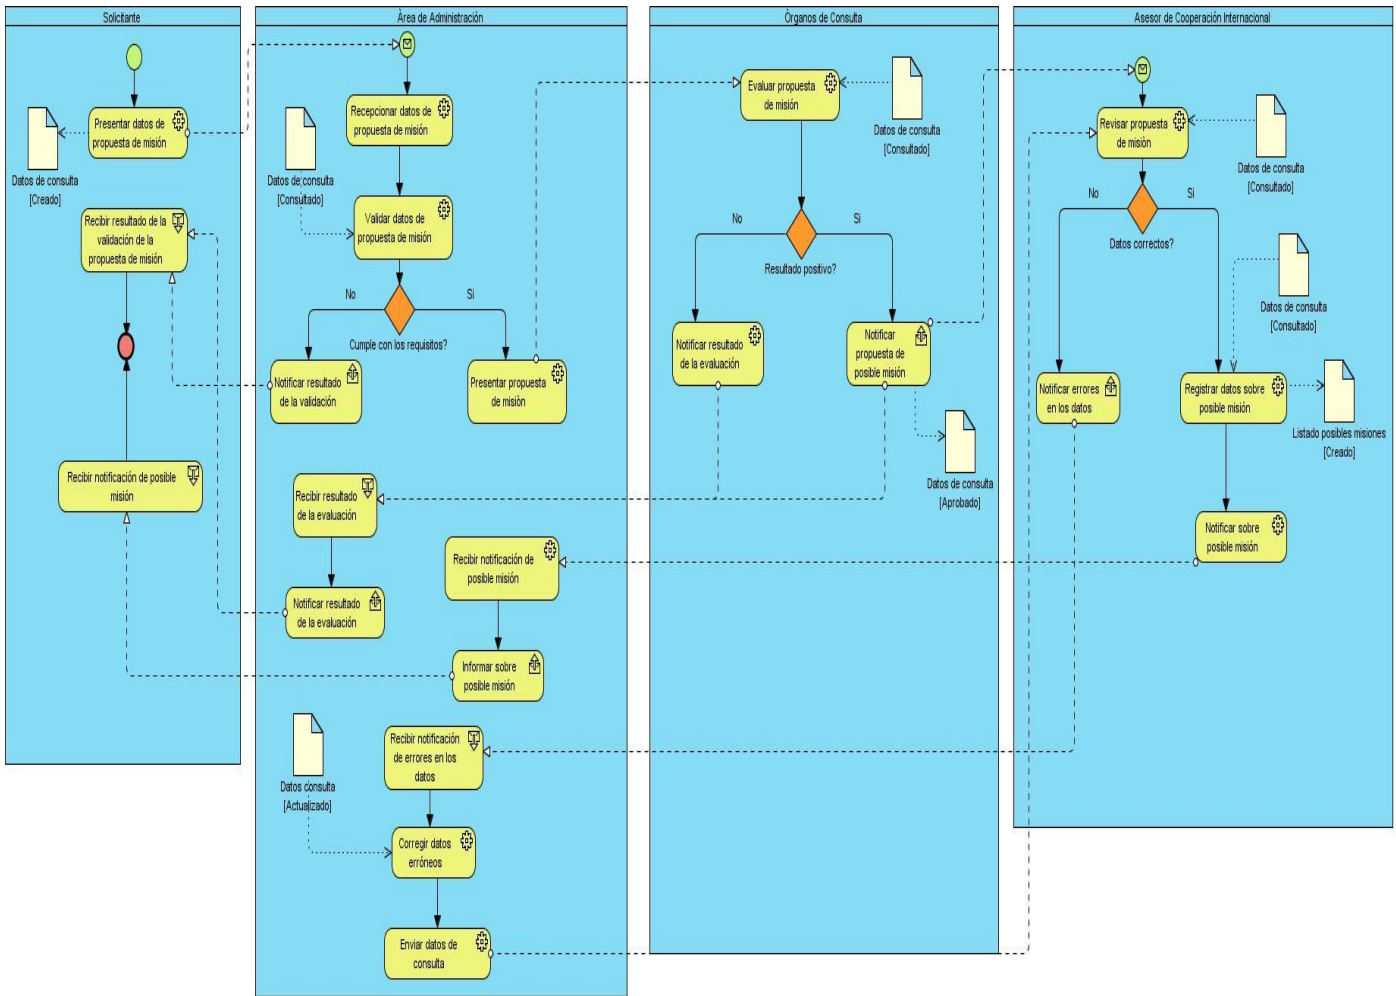 Solicitante
Presentar datos de
propuesta de misión
Datos de consulta
[Creado]
Recibir resultado de la
validación de la
propuesta de misión
Recibir notificación de posible
misión
Àrea de Administración
Recepcionar datos de
propuesta de misión
Datos de consulta
[Consultado]
Validar datos de
propuesta de misión
No
Si
Cumple con los requisitos?
Notificar resultado
de la validación
Presentar propuesta
de misión
Recibir resultado
de la evaluación
Recibir notificación de
posible misión
Notificar resultado
de la evaluación
Informar sobre
posible misión
Recibir notificación
de errores en los
datos
Datos consulta
[Actualizado]
Corregir datos
erróneos
Enviar datos de
consulta
Òrganos de Consulta
Evaluar propuesta
de misión
Datos de consulta
[Consultado]
No
Si
Resultado positivo?
Notificar resultado
de la evaluación
Notificar
propuesta de
posible misión
Datos de consulta
[Aprobado]
Asesor de Cooperación Internacional
Revisar propuesta
de misión
Datos de consulta
[Consultado]
No
Si
Datos correctos?
Datos de consulta
[Consultado]
Notificar errores
en los datos
Registrar datos sobre
posible misión
Listado posibles misiones
[Creado]
Notificar sobre
posible misión